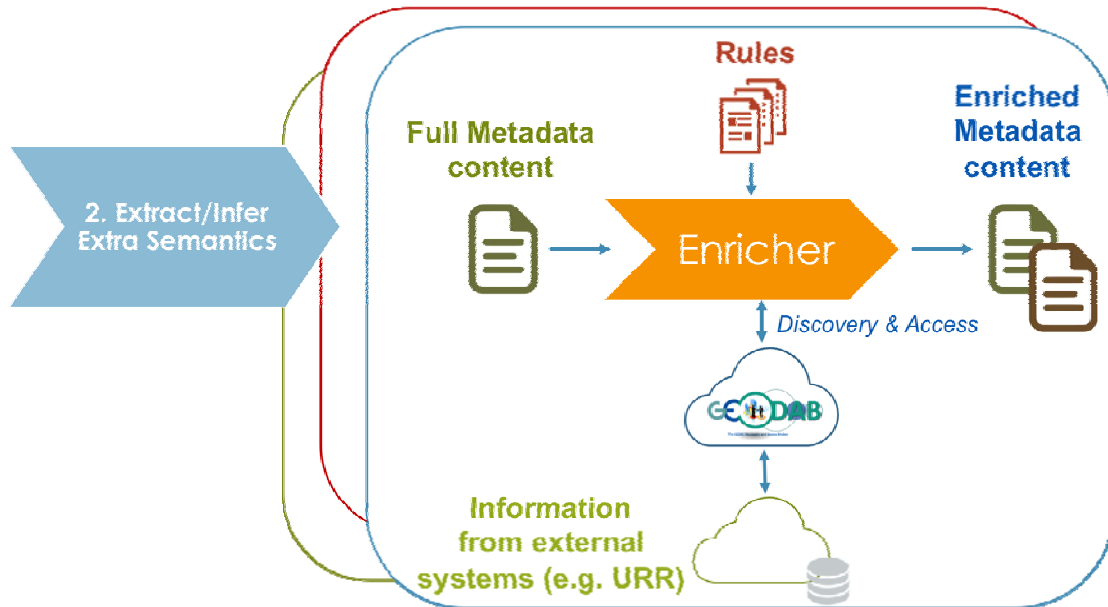 Rules
Full Metadata
content
Enriched
Metadata
content
2. Extract/Infer
Extra Semantics
Enricher
Discovery & Access
GEO DAB
Information
from external
systems (e.g. URR)